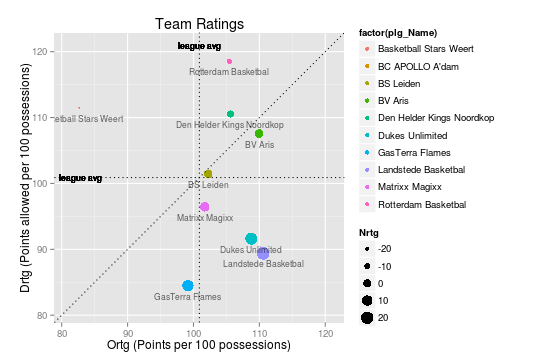 Team Ratings
league avg
120
110
100
90
80
Drtg (Points allowed per 100 possessions)
Rotterdam Basketbal
etball Stars Weert
Den Helder Kings Noordkop
BV Aris
league avg
BS Leiden
Matrixx Magixx
Dukes Unlimited
Landstede Basketbal
GasTerra Flames
80
90
100
110
120
Ortg (Points per 100 possessions)
factor(plg_Name)
Basketball Stars Weert
BC APOLLO A'dam
BS Leiden
BV Aris
Den Helder Kings Noordkop
Dukes Unlimited
GasTerra Flames
Landstede Basketbal
Matrixx Magixx
Rotterdam Basketbal
Nrtg
-20
-10
0
10
20